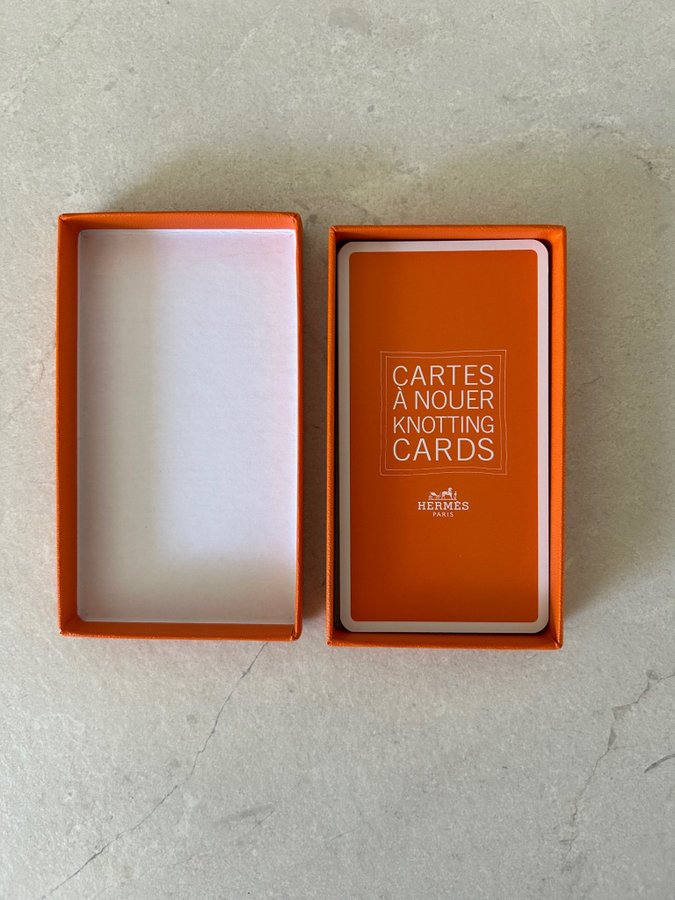 CARTES
À NOUER
KNOTTING
CARDS
HERMÈS
PARIS